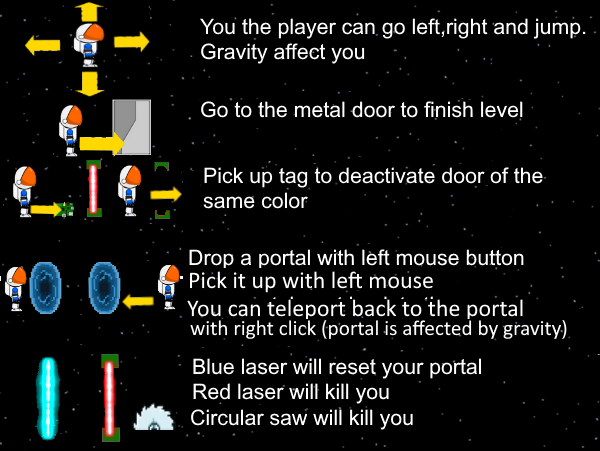 You the player can go left,right and jump.
Gravity affect you
Go to the metal door to finish level
Pick up tag to deactivate door of the
same color
Drop a portal with left mouse button
Pick it up with left mouse
You can teleport back to the portal
with right click (portal is affected by gravity)
Blue laser will reset your portal
Red laser will kill you
Circular saw will kill you